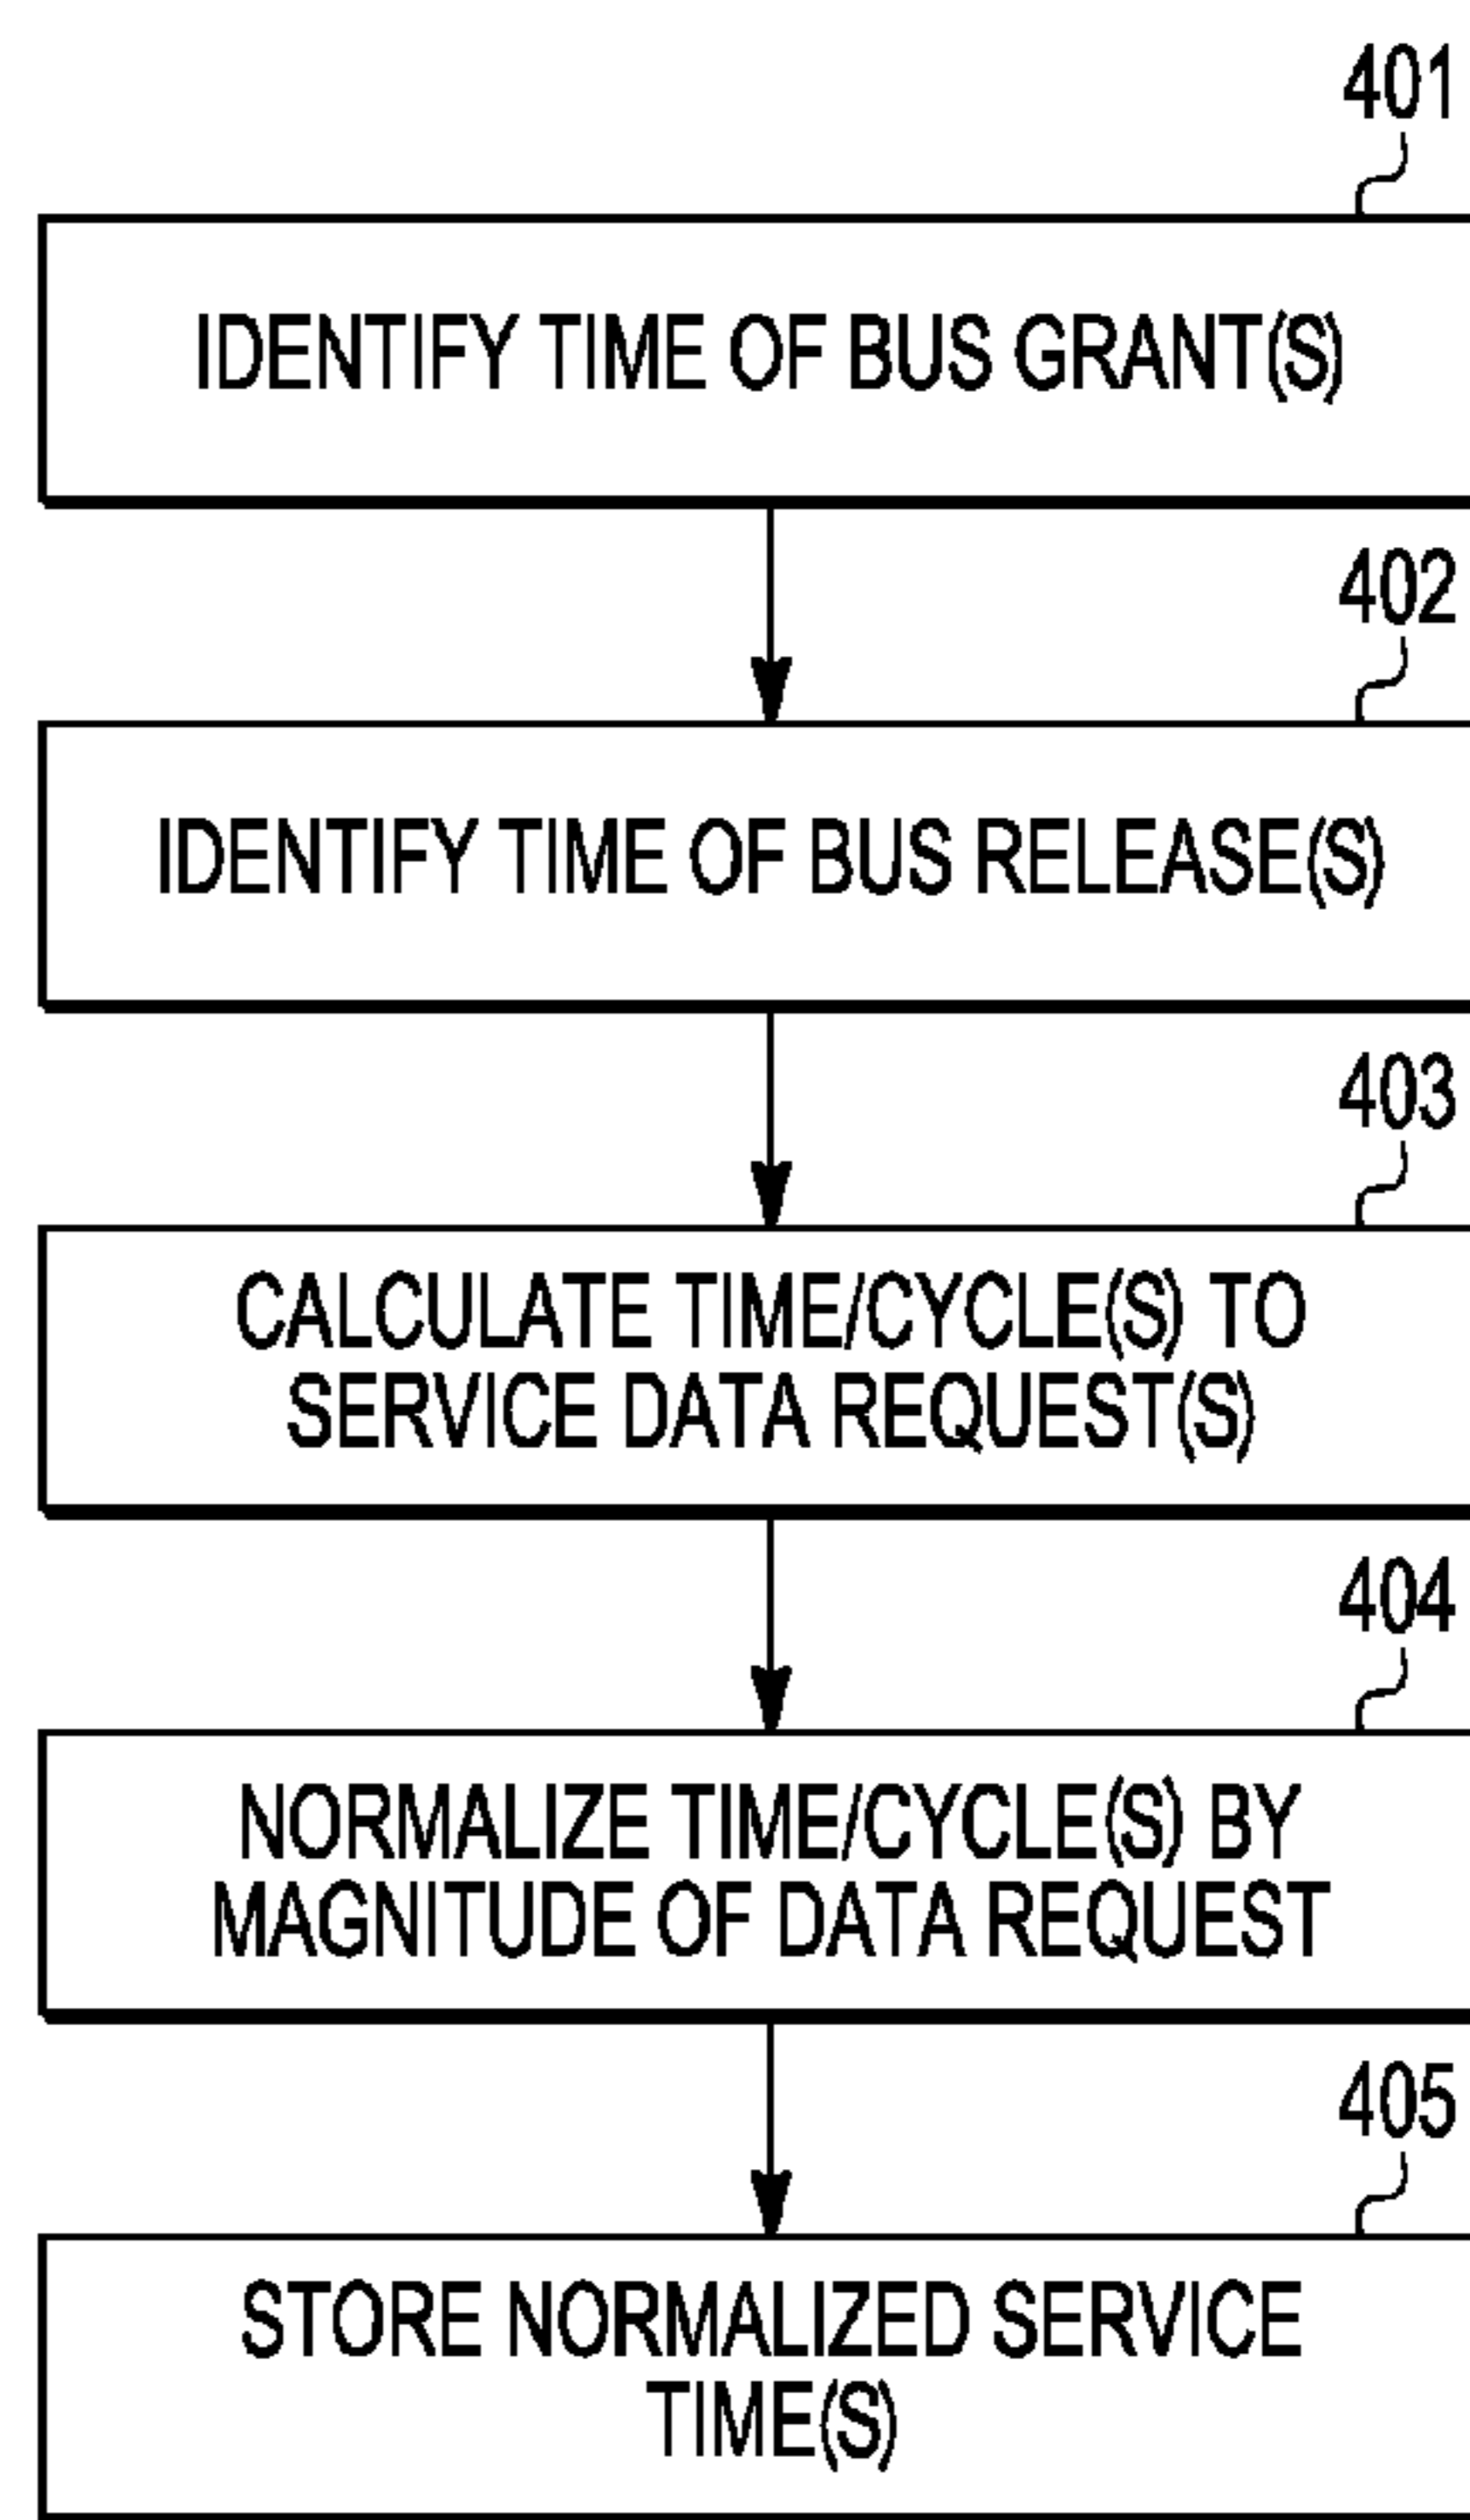 401
IDENTIFY TIME OF BUS GRANT(S)
402
IDENTIFY TIME OF BUS RELEASE(S)
403
CALCULATE TIME/CYCLE(S) TO
SERVICE DATA REQUEST(S)
404
NORMALIZE TIME/CYCLE(S) BY
MAGNITUDE OF DATA REQUEST
405
STORE NORMALIZED SERVICE
TIME(S)